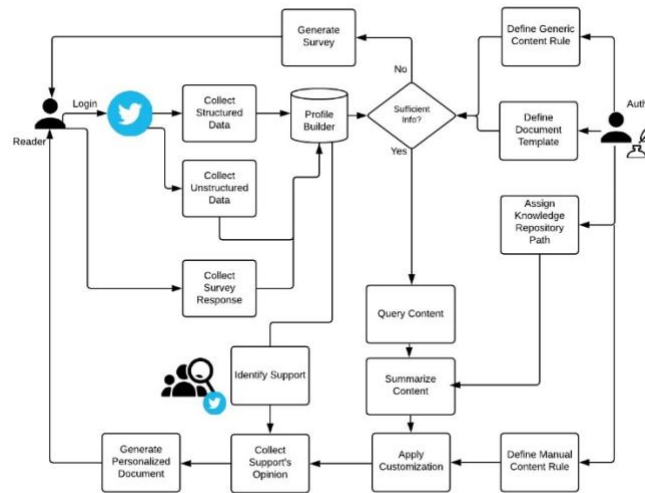 Generate
Survey
Define Generic
Content Rule
No
Login
Collect
Structured
Data
Profile
Builder
Sufficient
Info?
Define
Document
Template
Reader
Yes
Collect
Unstructured
Data
Assign
Knowledge
Repository
Path
Collect
Survey
Response
Query Content
Identify Support
Summarize
Content
Generate
Personalized
Document
Collect
Support's
Opinion
Apply
Customization
Define Manual
Content Rule